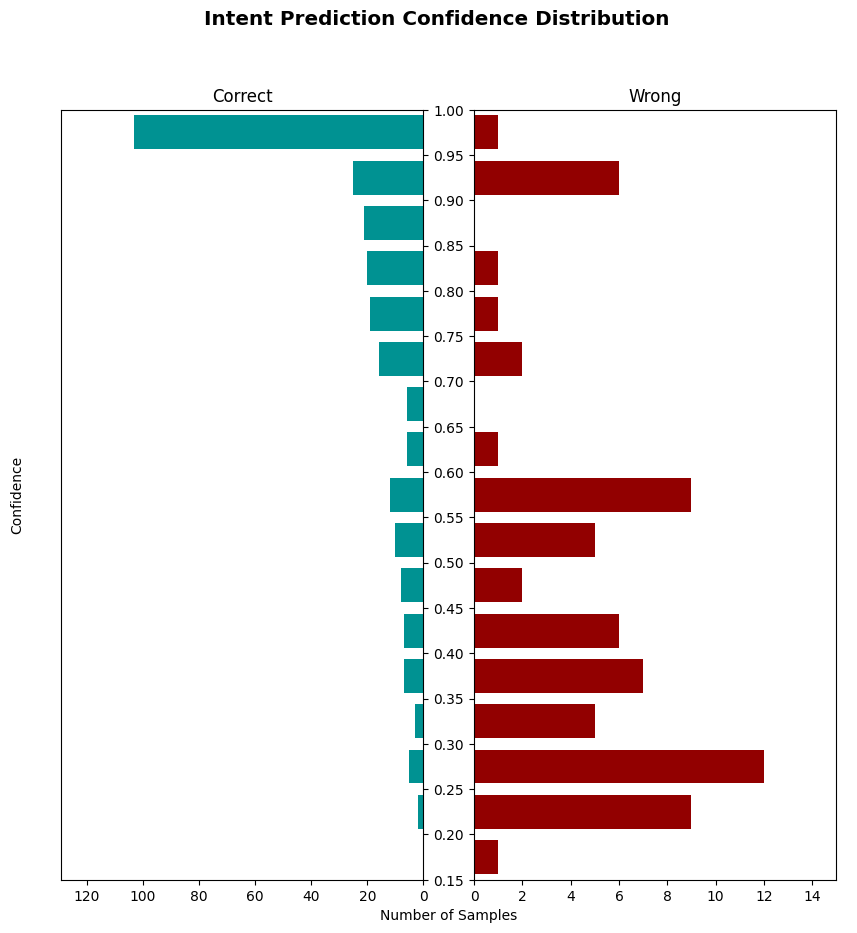 Intent Prediction Confidence Distribution
Correct
Wrong
1.00
0.95
0.90
0.85
0.80
0.75
0.70
0.65
0.60
0.55
0.50
0.45
0.40
0.35
0.30
0.25
0.20
0.15
Confidence
120 100 80 60 40 20 0
0 2 4 6 8 10 12 14
Number of Samples